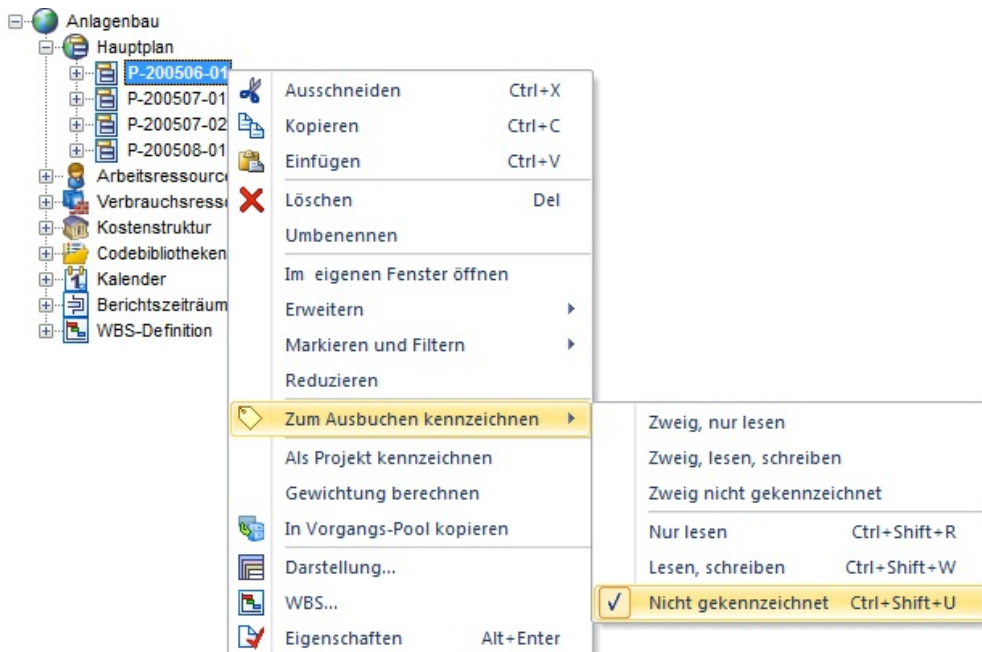 Anlagenbau
Hauptplan
P-200506-01
P-200507-01
P-200507-02
P-200508-01
Arbeitsressource
Verbrauchsresso
Kostenstruktur
Codebibliotheken
Kalender
Berichtszeiträum
WBS-Definition
Ausschneiden Ctrl+X
Kopieren Ctrl+C
Einfügen Ctrl+V
Löschen Del
Umbenennen
Im eigenen Fenster öffnen
Erweitern
Markieren und Filtern
Reduzieren
Zum Ausbuchen kennzeichnen
Als Projekt kennzeichnen
Gewichtung berechnen
In Vorgangs-Pool kopieren
Darstellung...
WBS...
Eigenschaften Alt+Enter
Zweig, nur lesen
Zweig, lesen, schreiben
Zweig nicht gekennzeichnet
Nur lesen Ctrl+Shift+R
Lesen, schreiben Ctrl+Shift+W
Nicht gekennzeichnet Ctrl+Shift+U